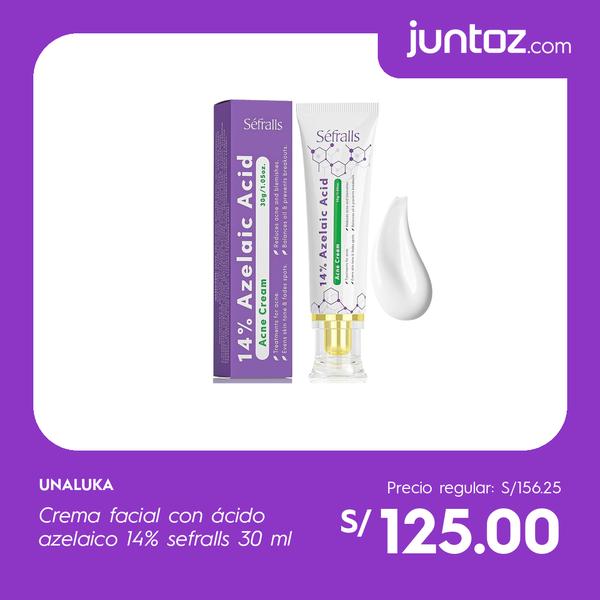 juntoz.com
Séfralls
14% Azelaic Acid
Acne Cream
30g/1.05oz.
Treatments for acne.
Evens skin tone & fades spots.
Reduces acne and blemishes.
Balances oil & prevents breakouts.
Séfralls
14% Azelaic Acid
Acne Cream
UNALUKA
Crema facial con ácido
azelaico 14% sefralls 30 ml
Precio regular: S/156.25
S/125.00